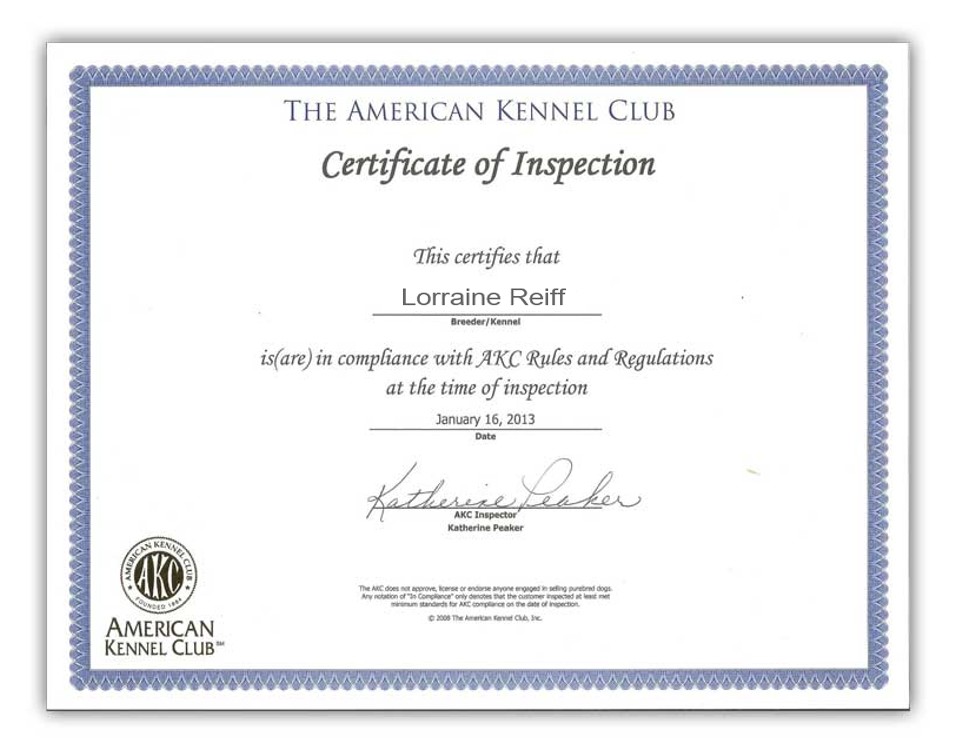 THE AMERICAN KENNEL CLUB
Certificate of Inspection
This certifies that
Lorraine Reiff
Breeder/Kennel
is(are) in compliance with AKC Rules and Regulations
at the time of inspection
January 16, 2013
Date
Katherine Peaker
AKC Inspector
Katherine Peaker
The AKC does not approve, license or endorse anyone engaged in selling purebred dogs.
Any notation of "In Compliance" only denotes that the customer inspected at least met
minimum standards for AKC compliance on the date of inspection.
© 2008 The American Kennel Club, Inc.
AMERICAN KENNEL CLUB
AKC
FOUNDED 1884
AMERICAN
KENNEL CLUB℠